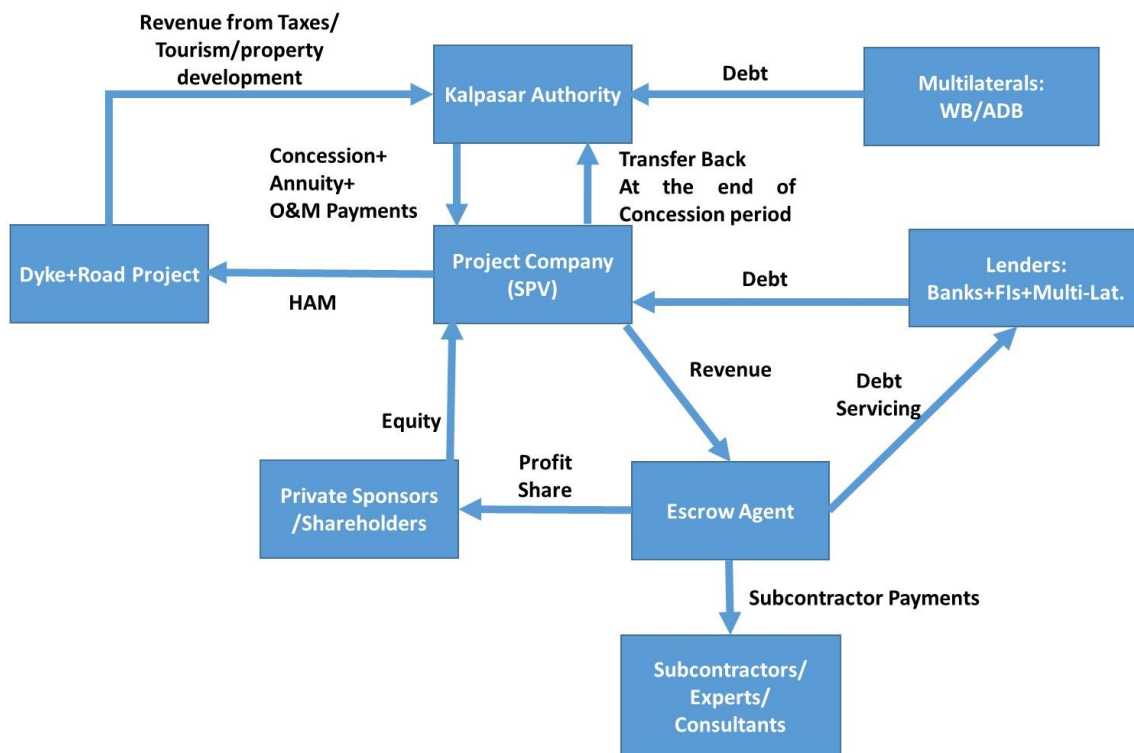 Revenue from Taxes/
Tourism/property
development
Kalpasar Authority
Debt
Multilaterals:
WB/ADB
Concession+
Annuity+
O&M Payments
Transfer Back
At the end of
Concession period
Dyke+Road Project
HAM
Project Company
(SPV)
Debt
Lenders:
Banks+FIs+Multi-Lat.
Revenue
Debt
Servicing
Equity
Private Sponsors
/Shareholders
Profit
Share
Escrow Agent
Subcontractor Payments
Subcontractors/
Experts/
Consultants